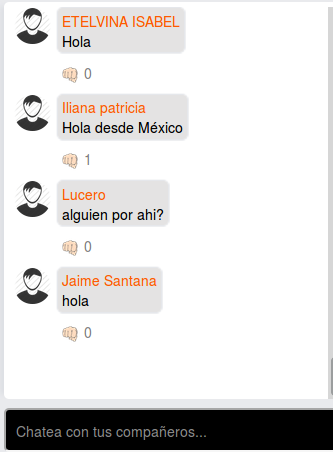 ETELVINA ISABEL
Hola
0
Iliana patricia
Hola desde México
1
Lucero
alguien por ahi?
0
Jaime Santana
hola
0
Chatea con tus compañeros...